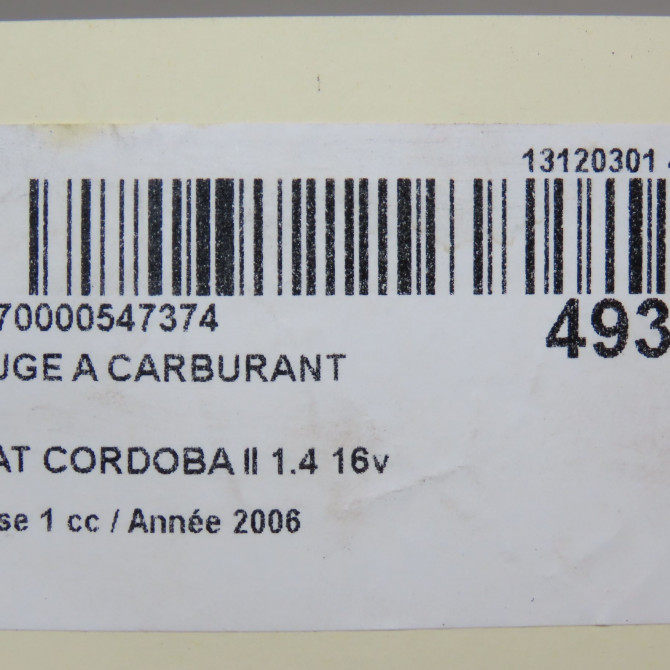 13120301
70000547374
493
UGE A CARBURANT
AT CORDOBA II 1.4 16v
se 1 cc / Année 2006